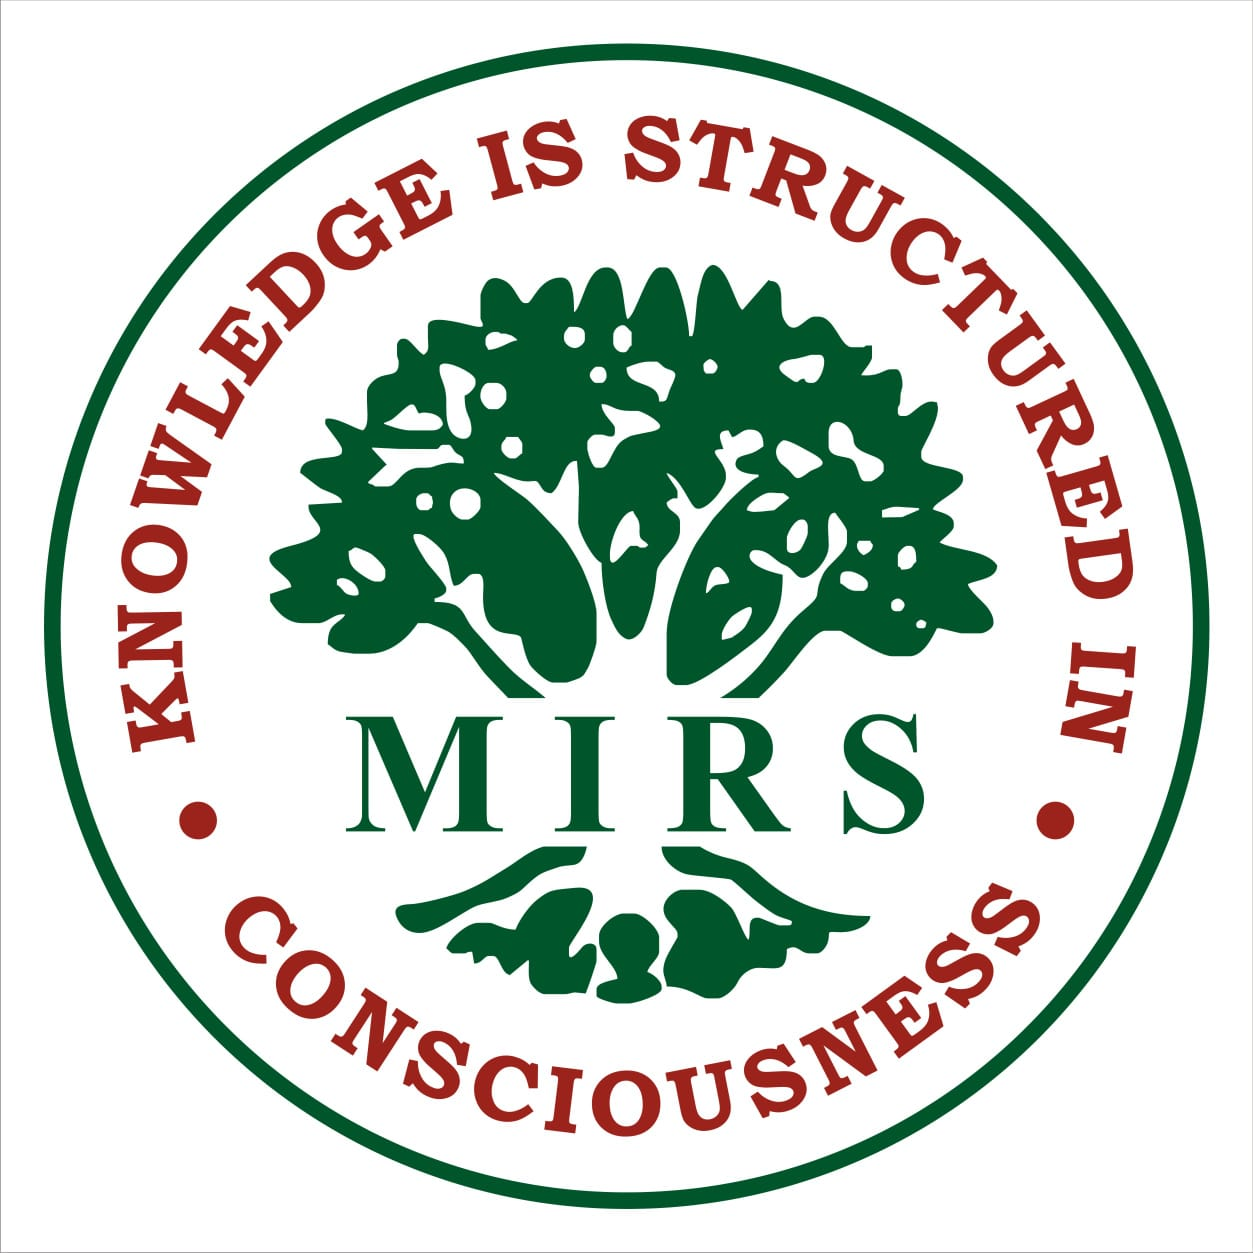 KNOWLEDGE IS STRUCTURED IN
MIRS
• CONSCIOUSNESS •